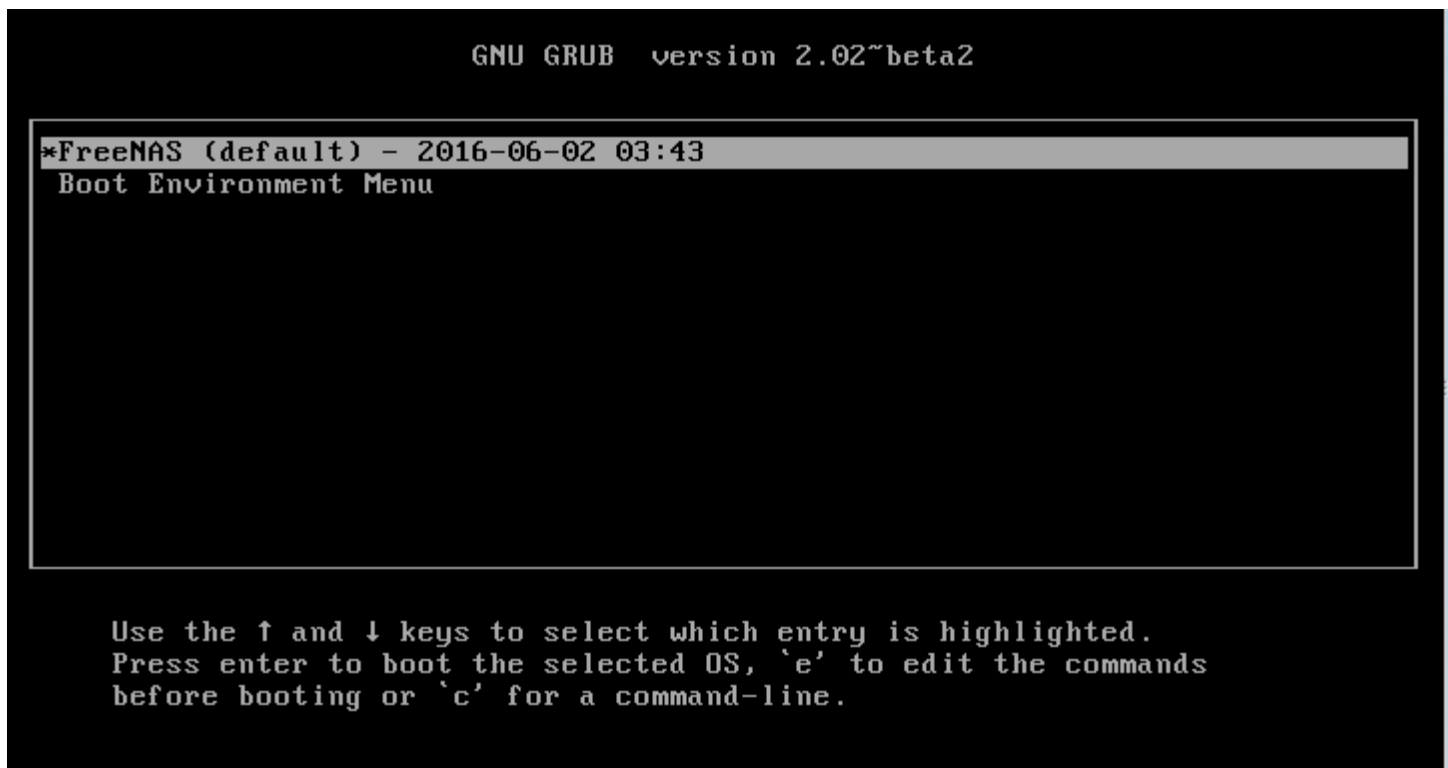 GNU GRUB  version 2.02~beta2
*FreeNAS (default) - 2016-06-02 03:43
Boot Environment Menu
Use the ↑ and ↓ keys to select which entry is highlighted.
Press enter to boot the selected OS, `e' to edit the commands
before booting or `c' for a command-line.